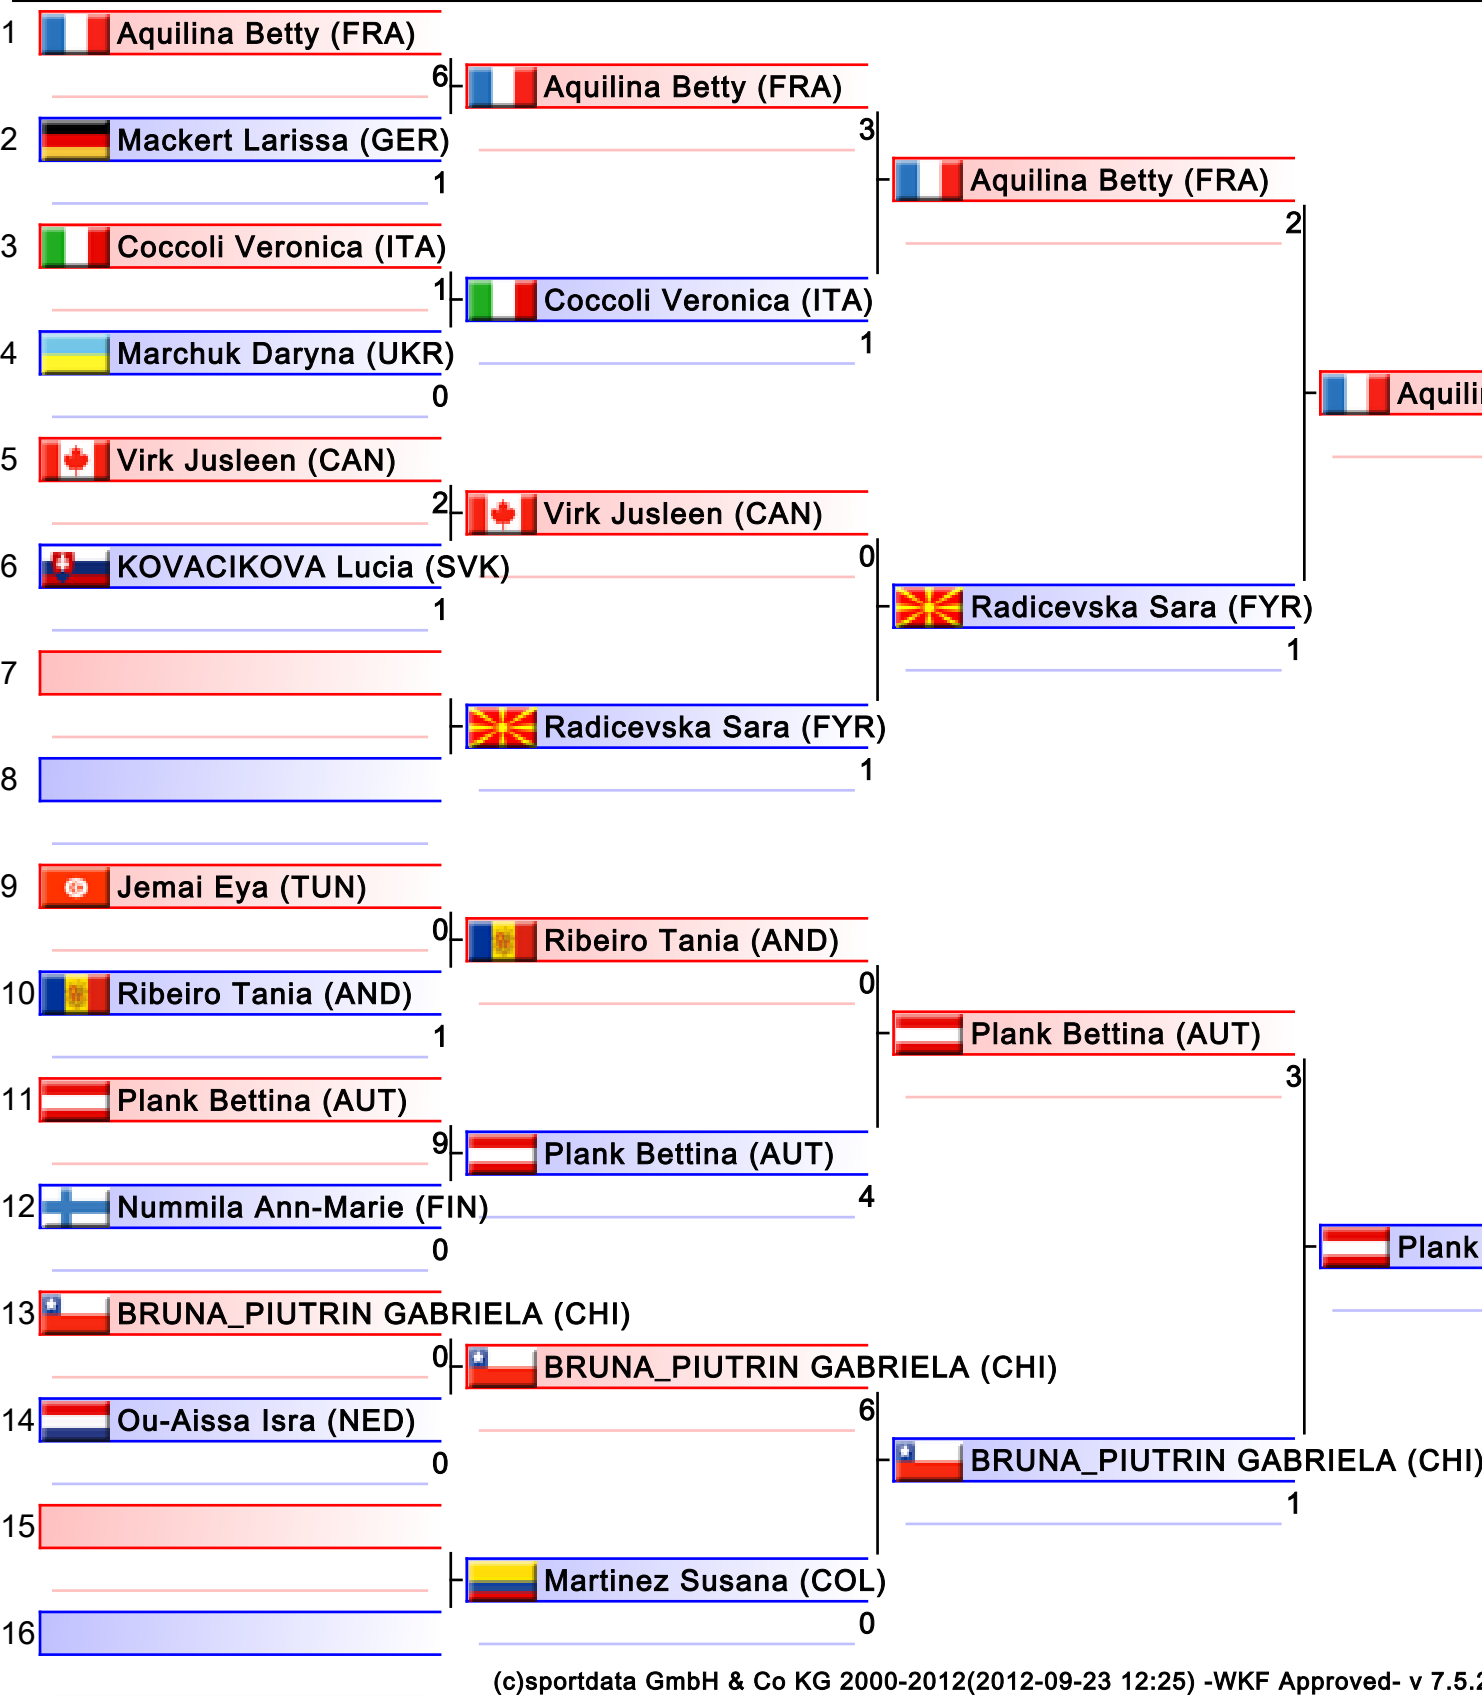 1 Aquilina Betty (FRA)
6 Aquilina Betty (FRA)
3
2 Mackert Larissa (GER)
1
Aquilina Betty (FRA)
2
3 Coccoli Veronica (ITA)
1 Coccoli Veronica (ITA)
1
4 Marchuk Daryna (UKR)
0
Aquili
5 Virk Jusleen (CAN)
2 Virk Jusleen (CAN)
0
6 KOVACIKOVA Lucia (SVK)
1
Radicevska Sara (FYR)
1
7
Radicevska Sara (FYR)
1
8
9 Jemai Eya (TUN)
0 Ribeiro Tania (AND)
0
10 Ribeiro Tania (AND)
1
Plank Bettina (AUT)
3
11 Plank Bettina (AUT)
9 Plank Bettina (AUT)
4
12 Nummila Ann-Marie (FIN)
0
Plank
13 BRUNA_PIUTRIN GABRIELA (CHI)
0 BRUNA_PIUTRIN GABRIELA (CHI)
6
14 Ou-Aissa Isra (NED)
0
BRUNA_PIUTRIN GABRIELA (CHI)
1
15
Martinez Susana (COL)
0
16
(c)sportdata GmbH & Co KG 2000-2012(2012-09-23 12:25) -WKF Approved- v 7.5.2